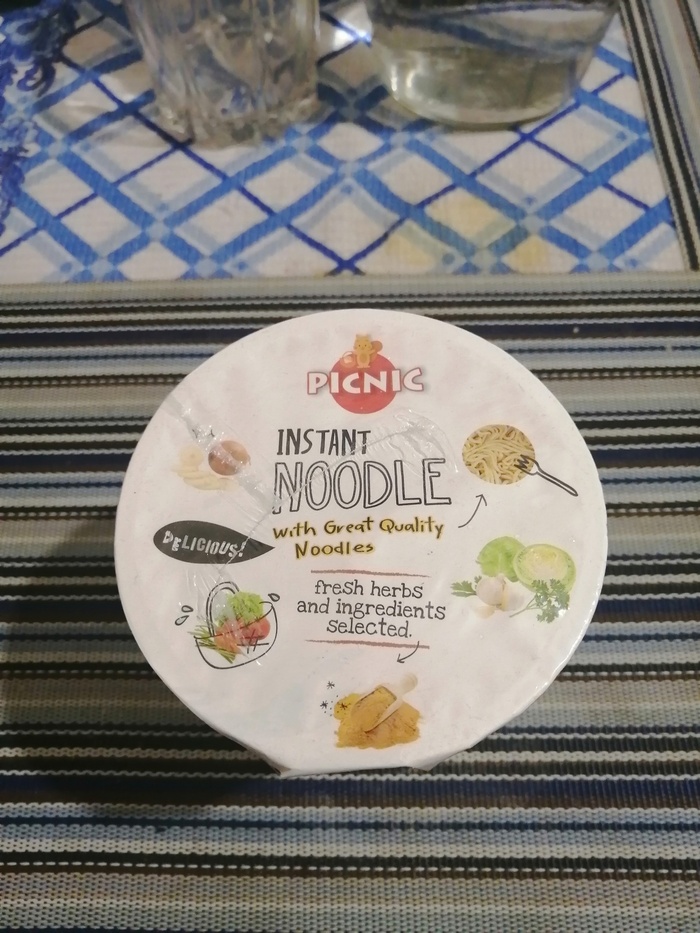 PICNIC
INSTANT
NOODLE
with Great Quality
Noodles
DELICIOUS!
fresh herbs
and ingredients
selected.